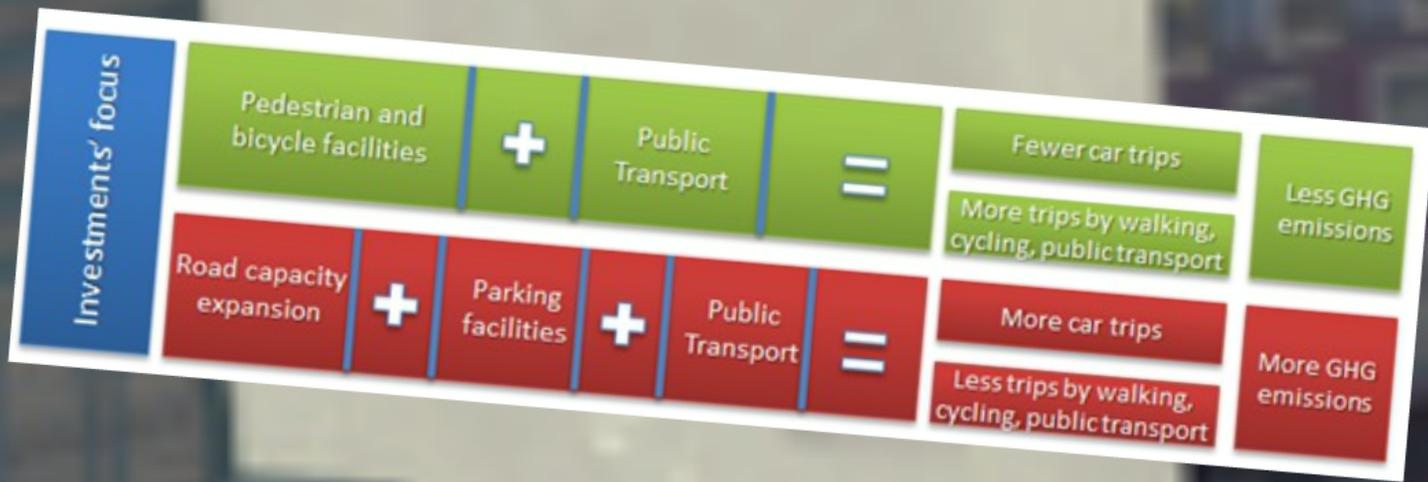 Investments' focus
Pedestrian and
bicycle facilities
+
Public
Transport
=
Fewer car trips
More trips by walking,
cycling, public transport
Less GHG
emissions
Road capacity
expansion
+
Parking
facilities
+
Public
Transport
=
More car trips
Less trips by walking,
cycling, public transport
More GHG
emissions